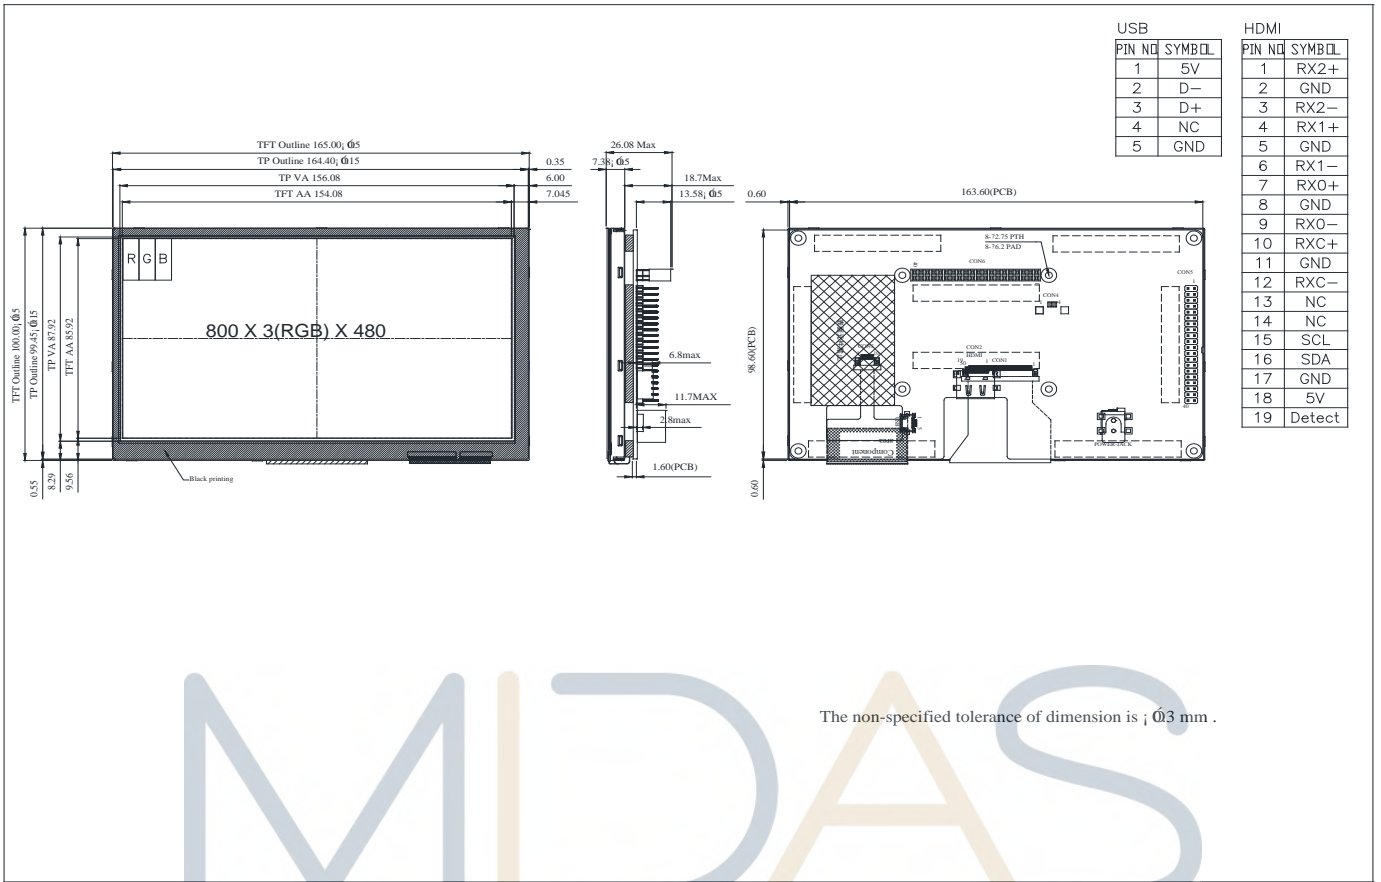 USB
PIN NO SYMBOL
1 5V
2 D-
3 D+
4 NC
5 GND
HDMI
PIN NO SYMBOL
1 RX2+
2 GND
3 RX2-
4 RX1+
5 GND
6 RX1-
7 RX0+
8 GND
9 RX0-
10 RXC+
11 GND
12 RXC-
13 NC
14 NC
15 SCL
16 SDA
17 GND
18 5V
19 Detect
TFT Outline 165.00
TP Outline 164.40
TP VA 156.08
TFT AA 154.08
0.35
6.00
7.045
TFT Outline 100.00
TP Outline 99.45
TP VA 87.92
TFT AA 85.92
0.55
8.29
9.56
R G B
800 X 3(RGB) X 480
Black printing
26.08 Max
7.38
18.7Max
13.58
6.8max
11.7MAX
2.8max
1.60(PCB)
0.60
163.60(PCB)
98.60(PCB)
0.60
8-72.75 PTH
8-76.2 PAD
CON6
CON5
1
40
CON4
CON2
HDMI
19
1
CON1
POWER-JACK
Component
The non-specified tolerance of dimension is ¡ Ó0.3 mm .
MIDAS